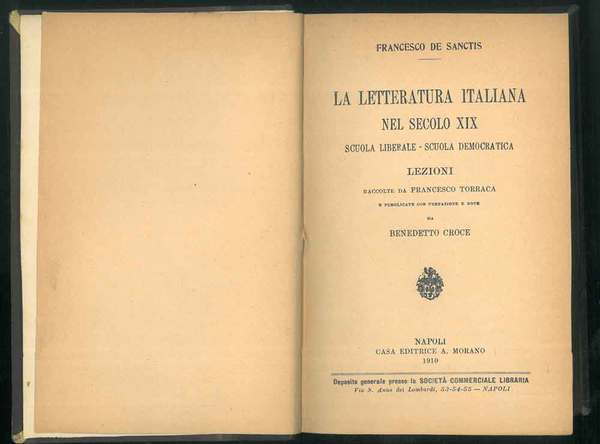 FRANCESCO DE SANCTIS
LA LETTERATURA ITALIANA
NEL SECOLO XIX
SCUOLA LIBERALE - SCUOLA DEMOCRATICA
LEZIONI
RACCOLTE DA FRANCESCO TORRACA
E PUBBLICATE CON PREFAZIONE E NOTE
DA
BENEDETTO CROCE
NAPOLI
CASA EDITRICE A. MORANO
1910
Deposito generale presso la SOCIETÀ COMMERCIALE LIBRARIA
Via S. Anna dei Lombardi, 53-54-55 — NAPOLI